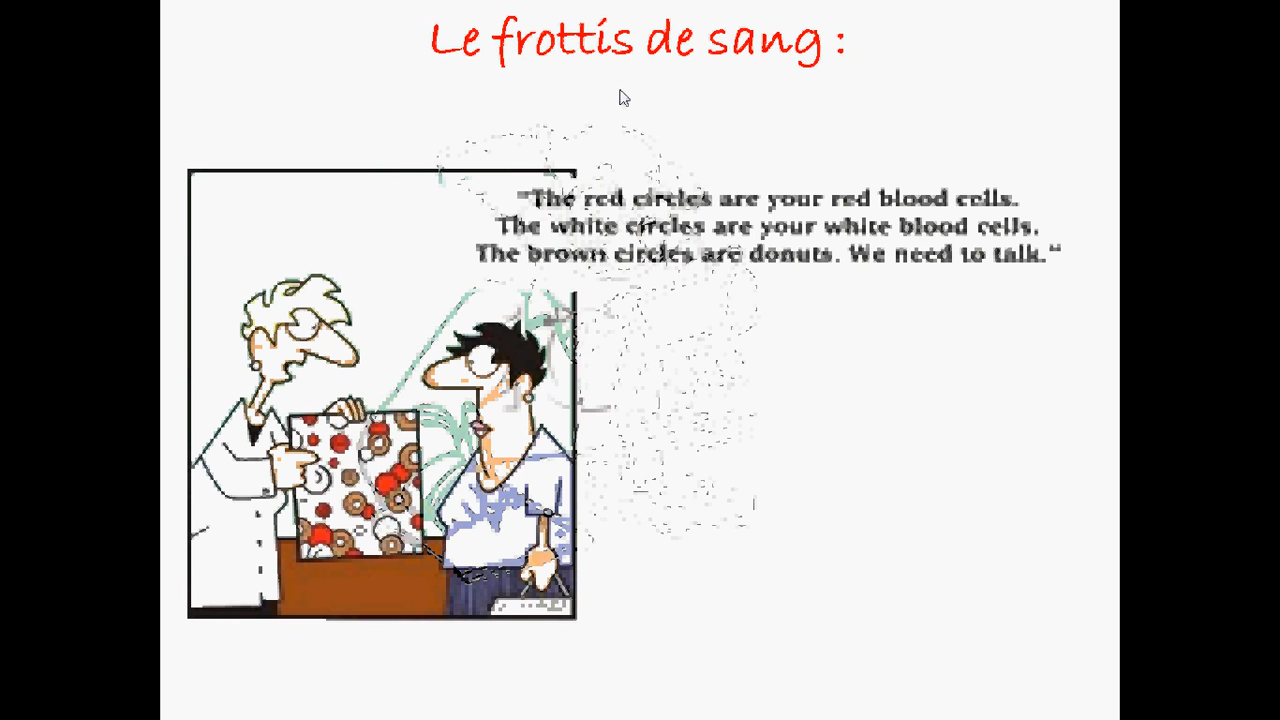 Le frottis de sang :
"The red circles are your red blood cells.
The white circles are your white blood cells.
The brown circles are donuts. We need to talk."